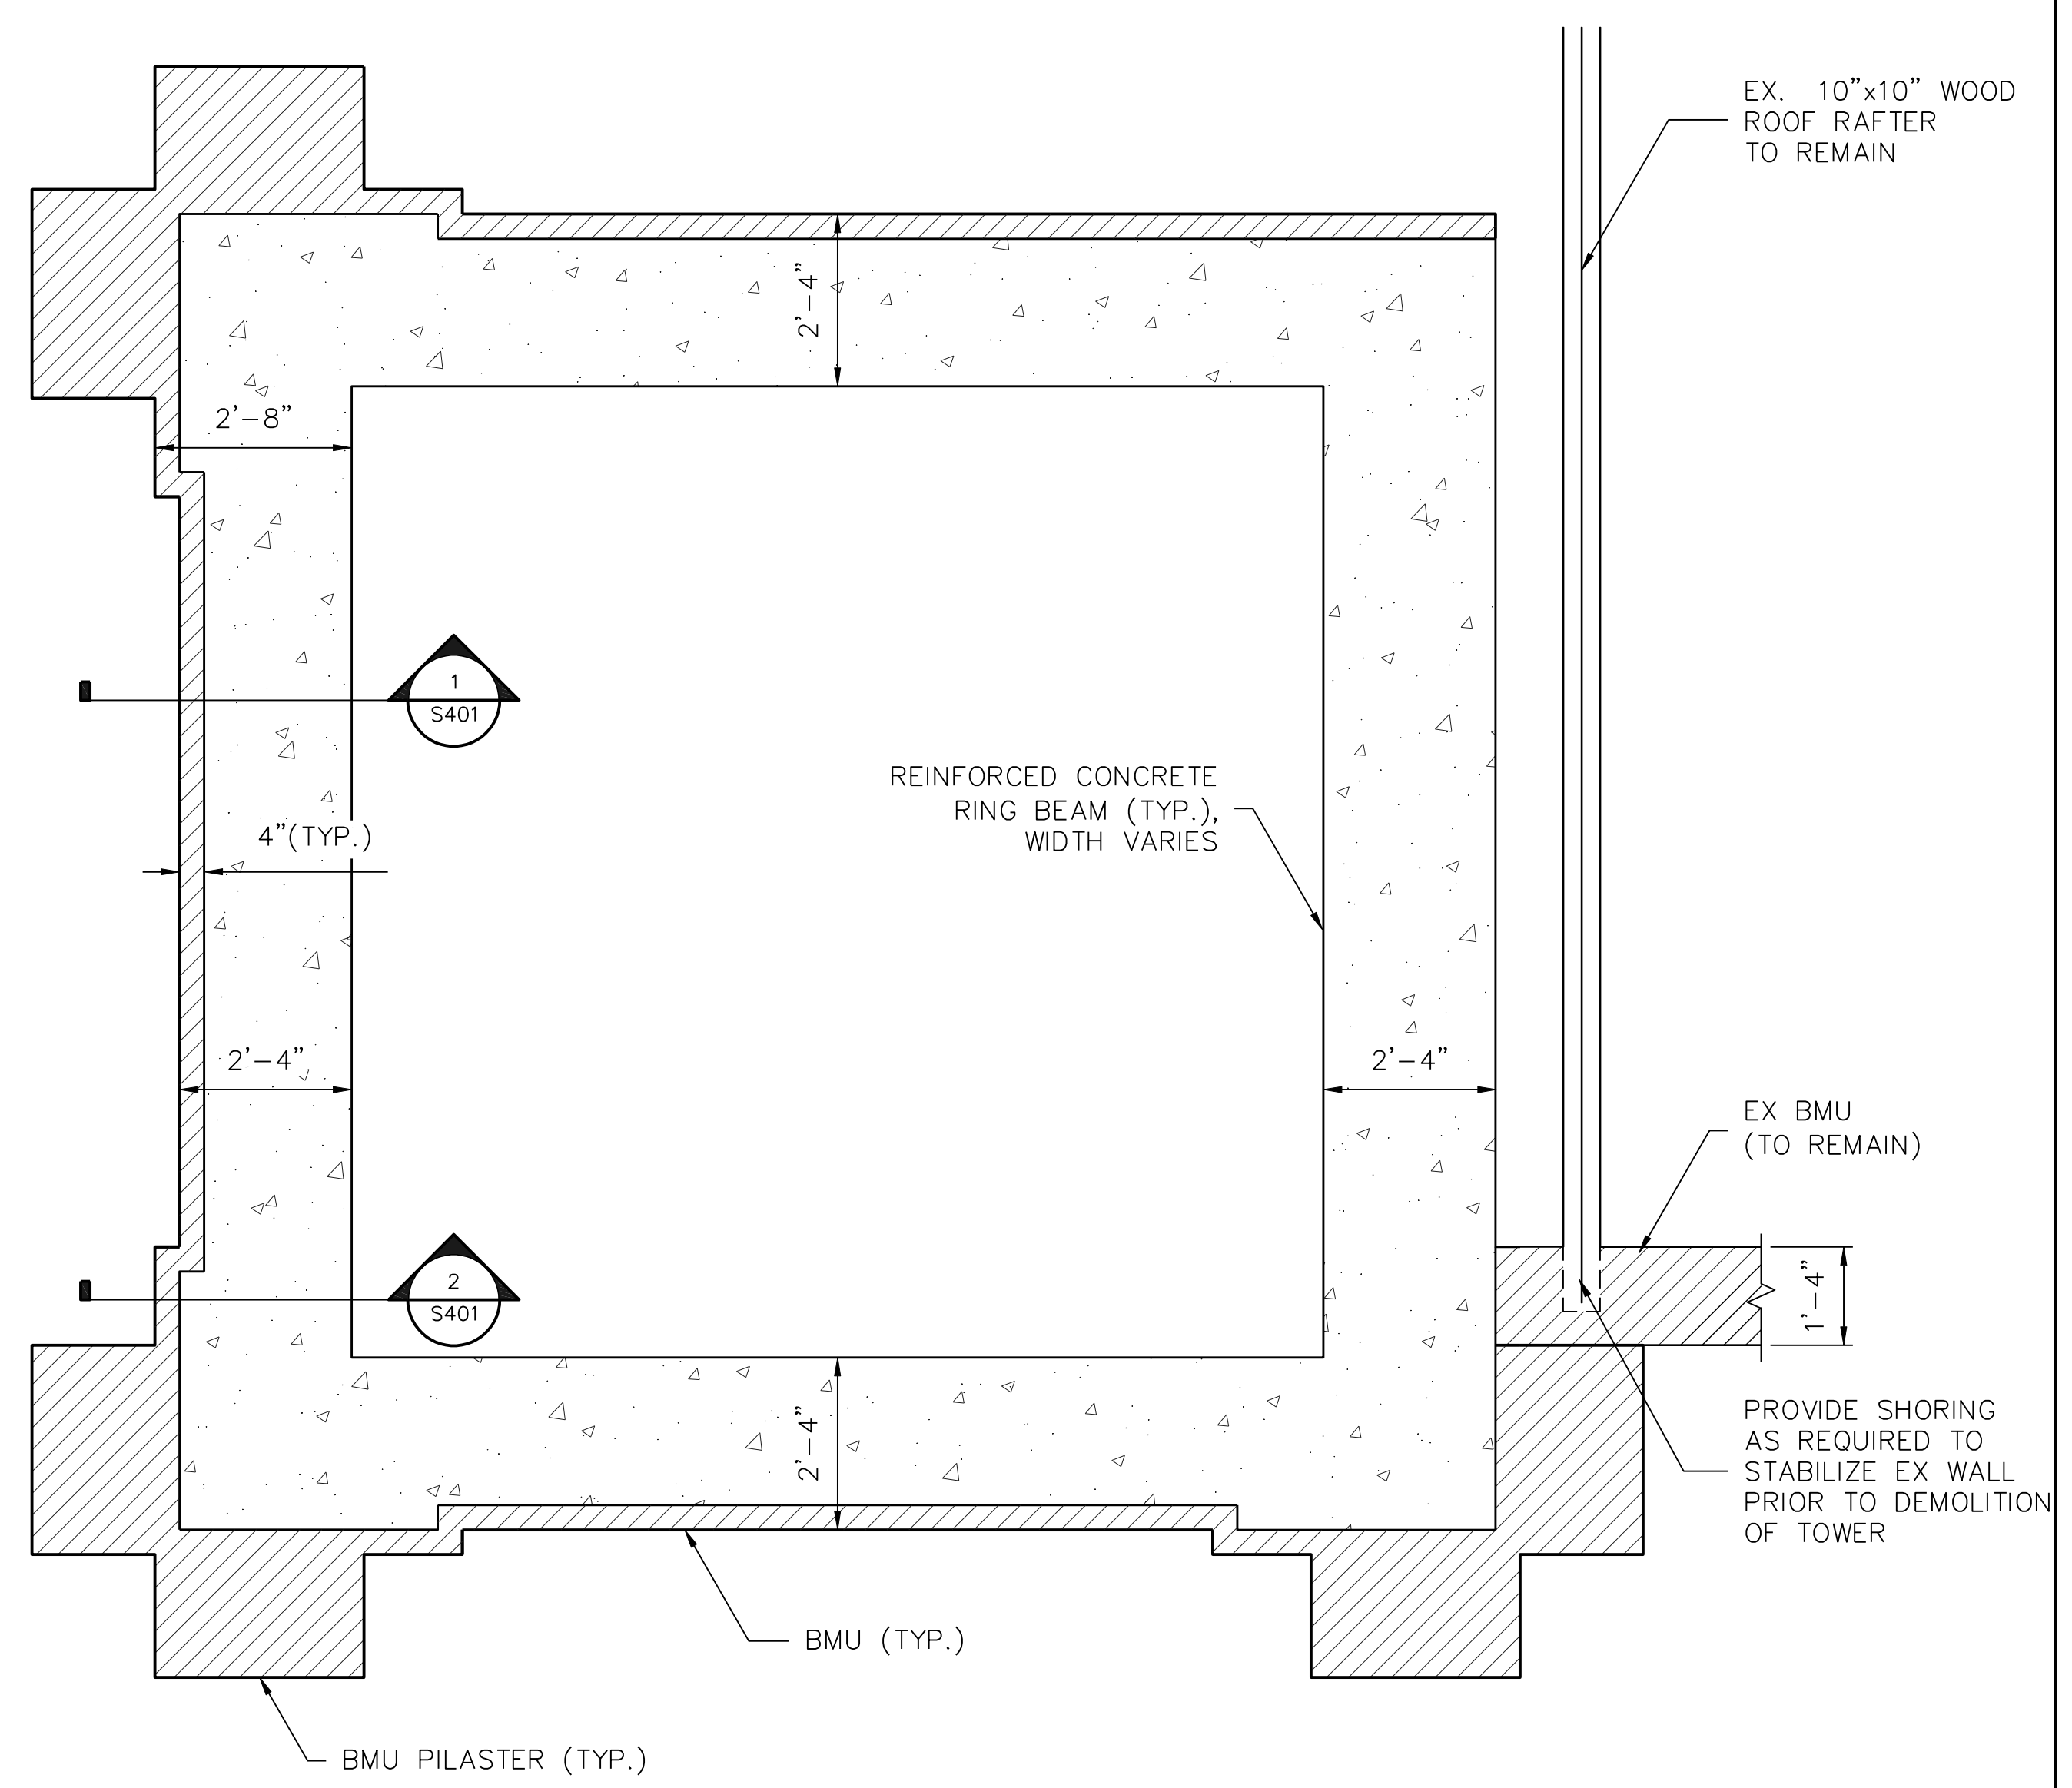 EX. 10"x10" WOOD
ROOF RAFTER
TO REMAIN
2'-4"
2'-8"
1
S401
REINFORCED CONCRETE
RING BEAM (TYP.),
WIDTH VARIES
4"(TYP.)
2'-4"
2'-4"
EX BMU
(TO REMAIN)
2
S401
1'-4"
2'-4"
PROVIDE SHORING
AS REQUIRED TO
STABILIZE EX WALL
PRIOR TO DEMOLITION
OF TOWER
BMU (TYP.)
BMU PILASTER (TYP.)